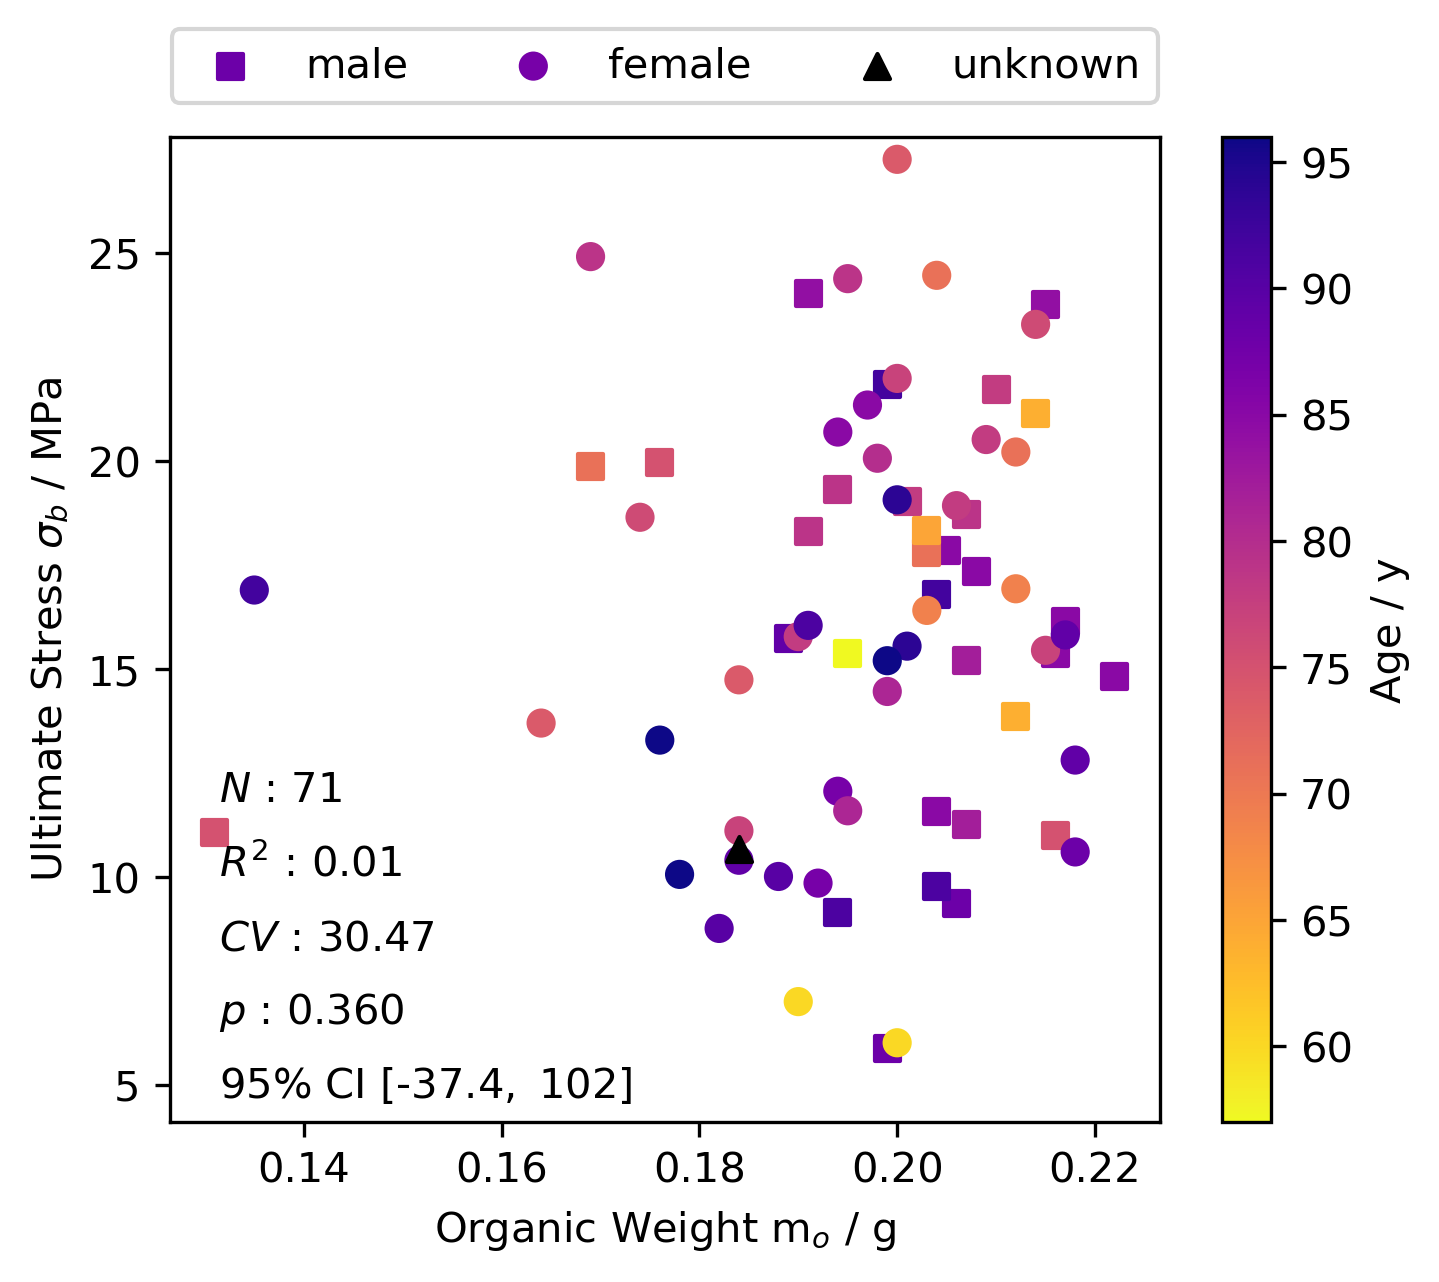 male female unknown
25
20
15
10
5
Ultimate Stress σb / MPa
N : 71
R² : 0.01
CV : 30.47
p : 0.360
95% CI [-37.4, 102]
0.14 0.16 0.18 0.20 0.22
Organic Weight mo / g
95
90
85
80
75
70
65
60
Age / y